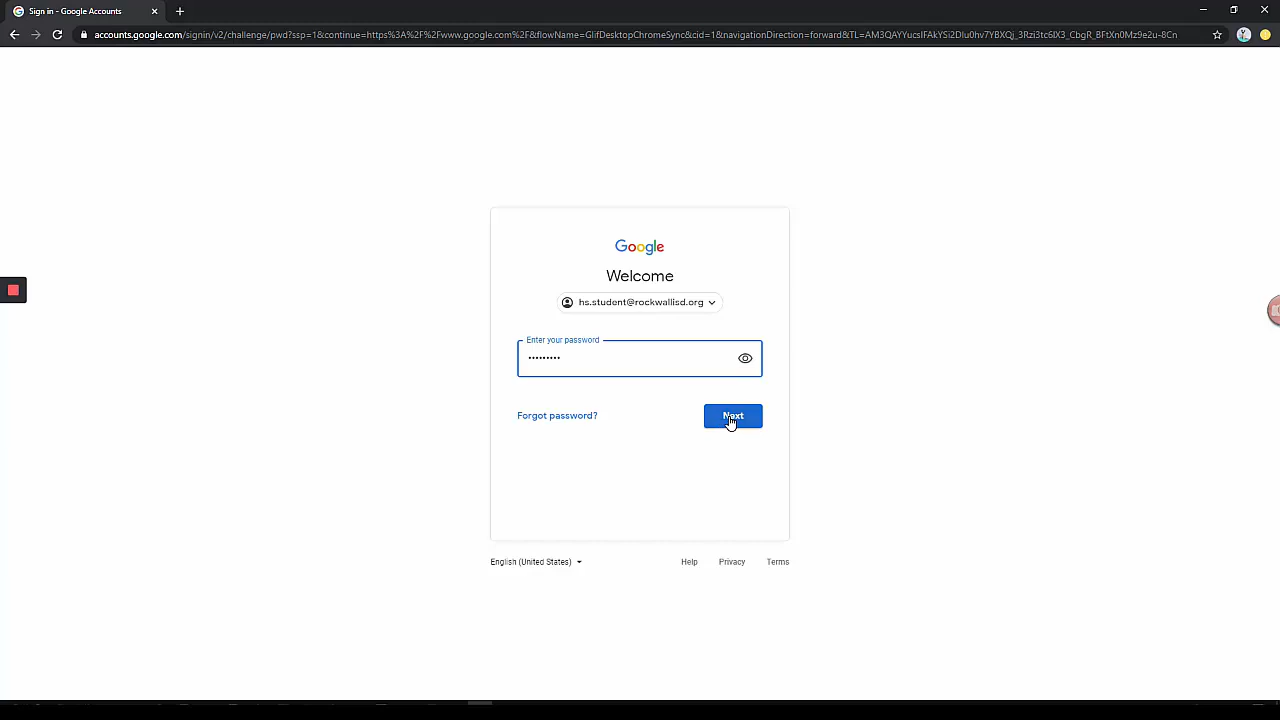 Sign in - Google Accounts
accounts.google.com/signin/v2/challenge/pwd?ssp=1&continue=https%3A%2F%2Fwww.google.com%2F&flowName=GlifDesktopChromeSync&cid=1&navigationDirection=forward&TL=
Google
Welcome
hs.student@rockwallisd.org
Enter your password
•••••••••
Forgot password?
Next
English (United States)
Help Privacy Terms